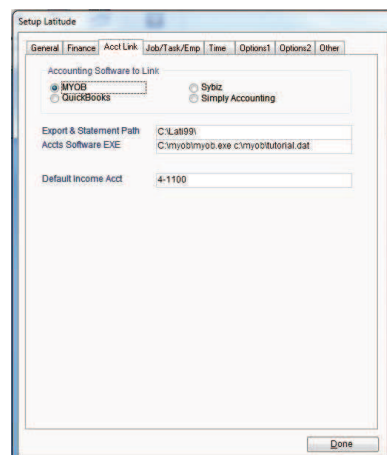 Setup Latitude
General Finance Acct Link Job/Task/Emp Time Options1 Options2 Other
Accounting Software to Link
MYOB Sybiz
QuickBooks Simply Accounting
Export & Statement Path C:\Lati99\
Accts Software EXE C:\myob\myob.exe c:\myob\tutorial.dat
Default Income Acct 4-1100
Done